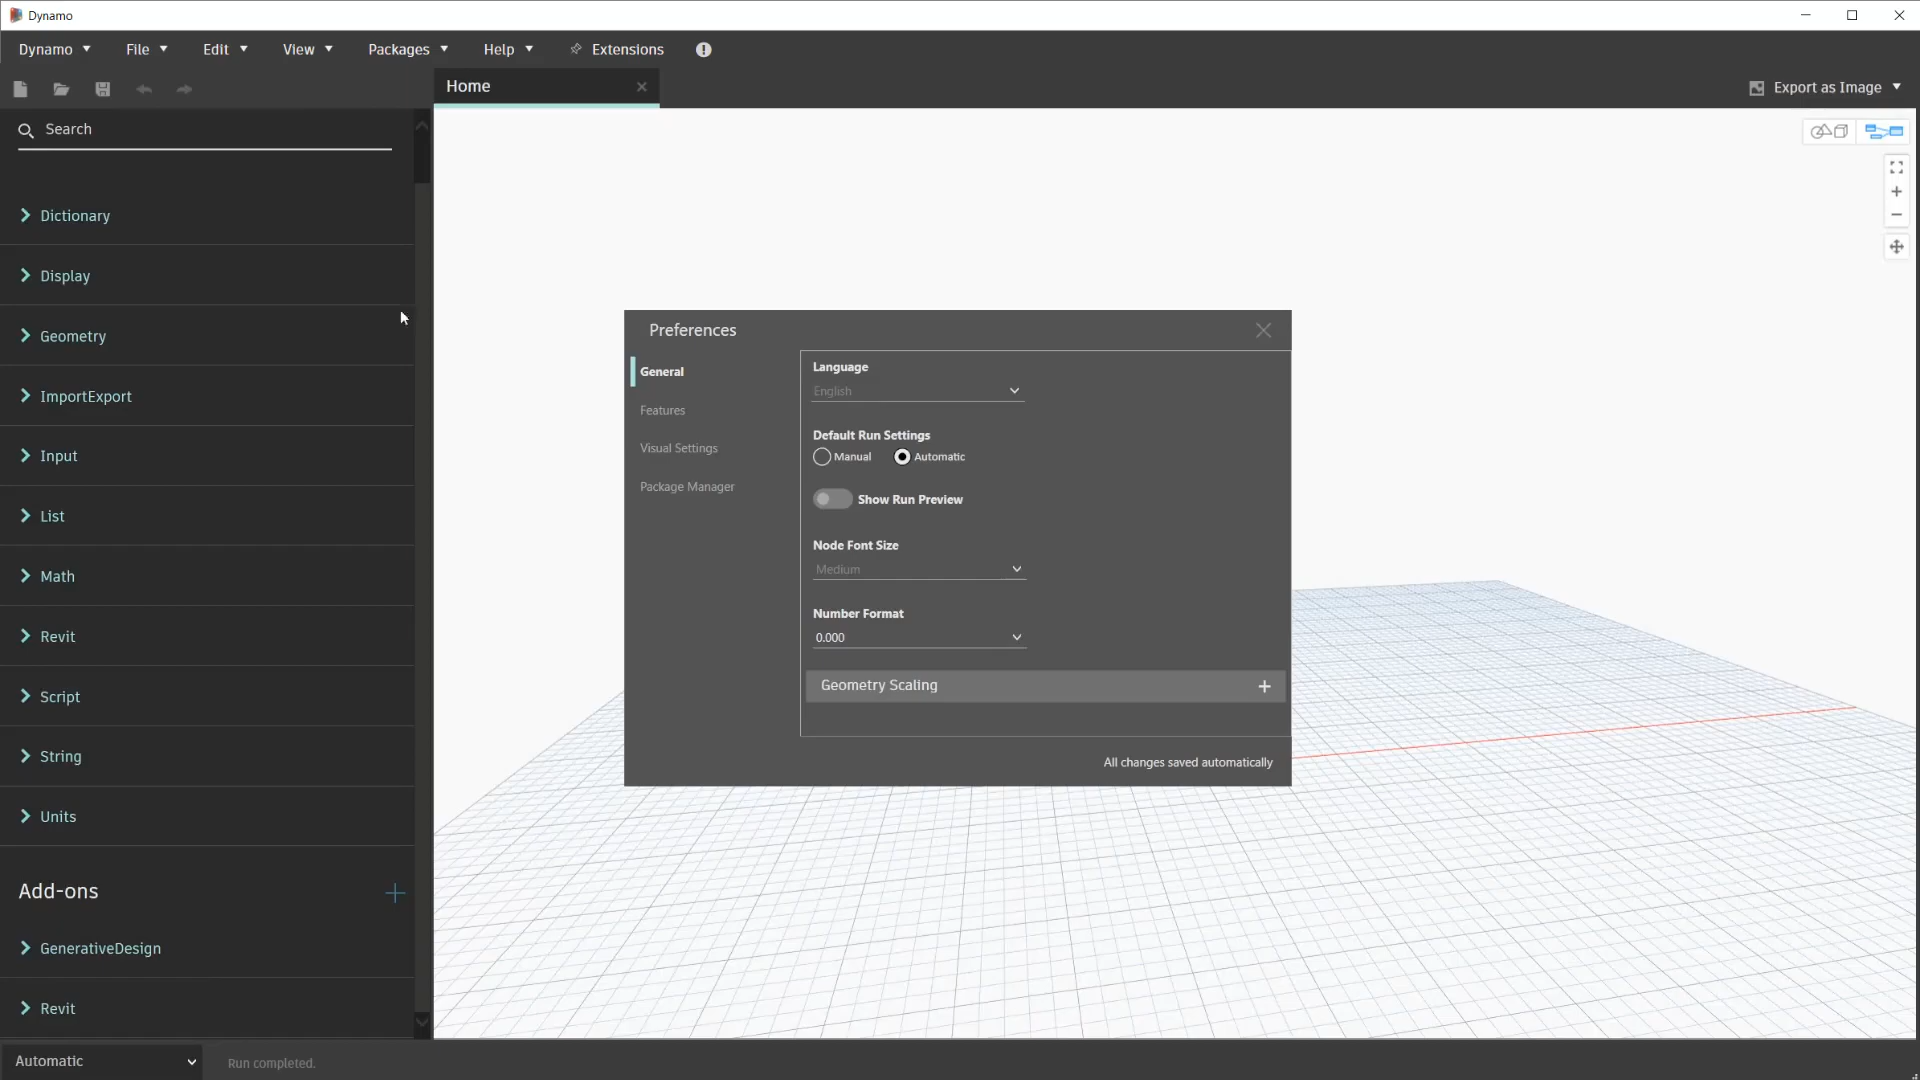 Dynamo
Dynamo File Edit View Packages Help Extensions
Home
Export as Image
Search
Dictionary
Display
Geometry
ImportExport
Input
List
Math
Revit
Script
String
Units
Add-ons
GenerativeDesign
Revit
Preferences
General
Features
Visual Settings
Package Manager
Language
English
Default Run Settings
Manual Automatic
Show Run Preview
Node Font Size
Medium
Number Format
0.000
Geometry Scaling
All changes saved automatically
Automatic Run completed.